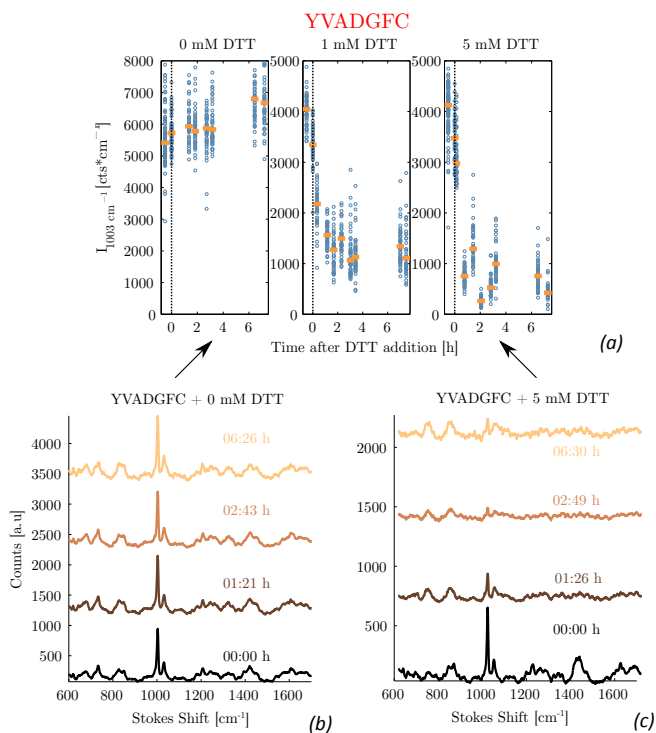 YVADGFC
0 mM DTT 1 mM DTT 5 mM DTT
I1003 cm−1 [cts*cm−1]
8000
7000
6000
5000
4000
3000
2000
1000
0
5000
4000
3000
2000
1000
0
5000
4000
3000
2000
1000
0
0 2 4 6 0 2 4 6 0 2 4 6
Time after DTT addition [h]
(a)
YVADGFC + 0 mM DTT
Counts [a.u]
4000
3500
3000
2500
2000
1500
1000
500
06:26 h
02:43 h
01:21 h
00:00 h
600 800 1000 1200 1400 1600
Stokes Shift [cm-1]
(b)
YVADGFC + 5 mM DTT
2000
1500
1000
500
06:30 h
02:49 h
01:26 h
00:00 h
600 800 1000 1200 1400 1600
Stokes Shift [cm-1]
(c)